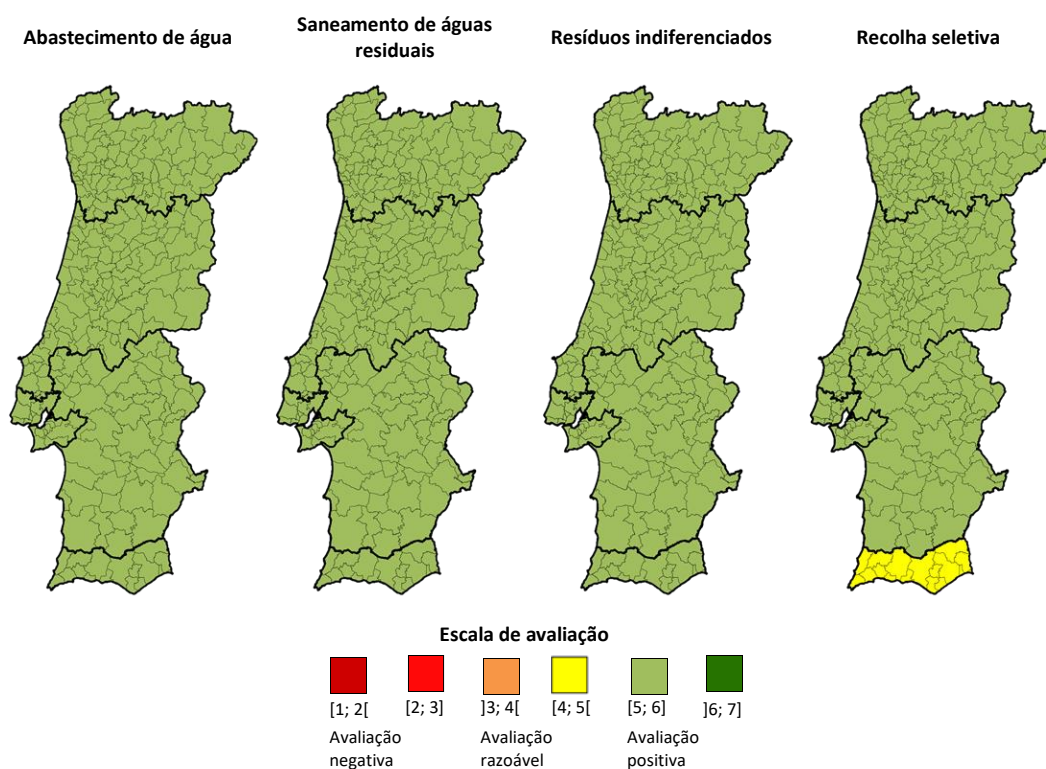 Abastecimento de água
Saneamento de águas
residuais
Resíduos indiferenciados
Recolha seletiva
Escala de avaliação
[1; 2[
[2; 3]
]3; 4[
[4; 5[
[5; 6]
]6; 7]
Avaliação
negativa
Avaliação
razoável
Avaliação
positiva